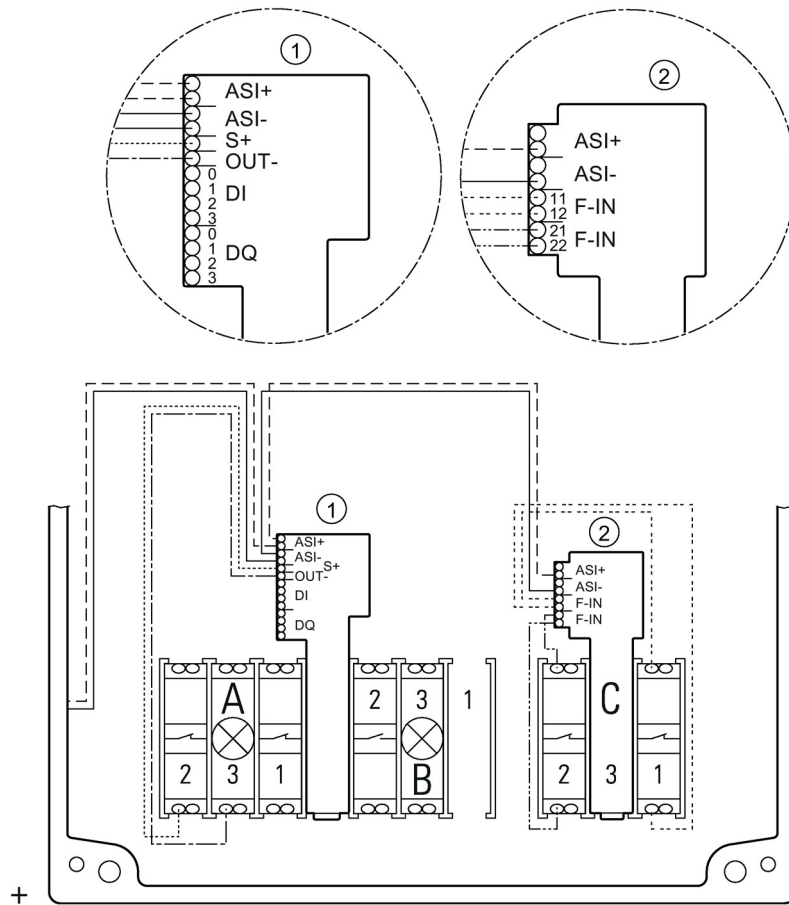 ①
ASI+
ASI-
S+
OUT-
0
1
DI
2
3
0
1
DQ
2
3
②
ASI+
ASI-
11
F-IN
12
21
F-IN
22
①
ASI+
ASI-
S+
OUT-
DI
DQ
②
ASI+
ASI-
F-IN
F-IN
A
2 3 1
2 3 1
B
C
2 3 1
+